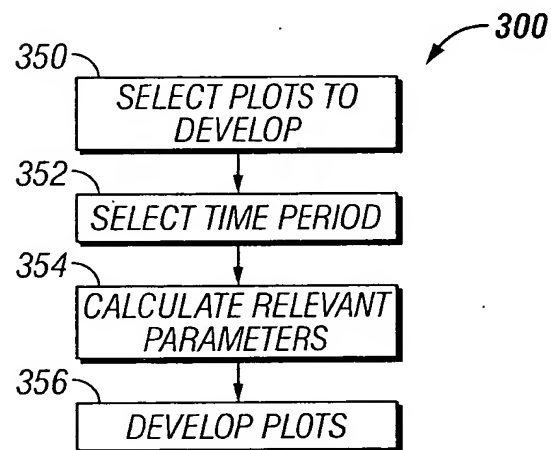 300
350
SELECT PLOTS TO
DEVELOP
352
SELECT TIME PERIOD
354
CALCULATE RELEVANT
PARAMETERS
356
DEVELOP PLOTS